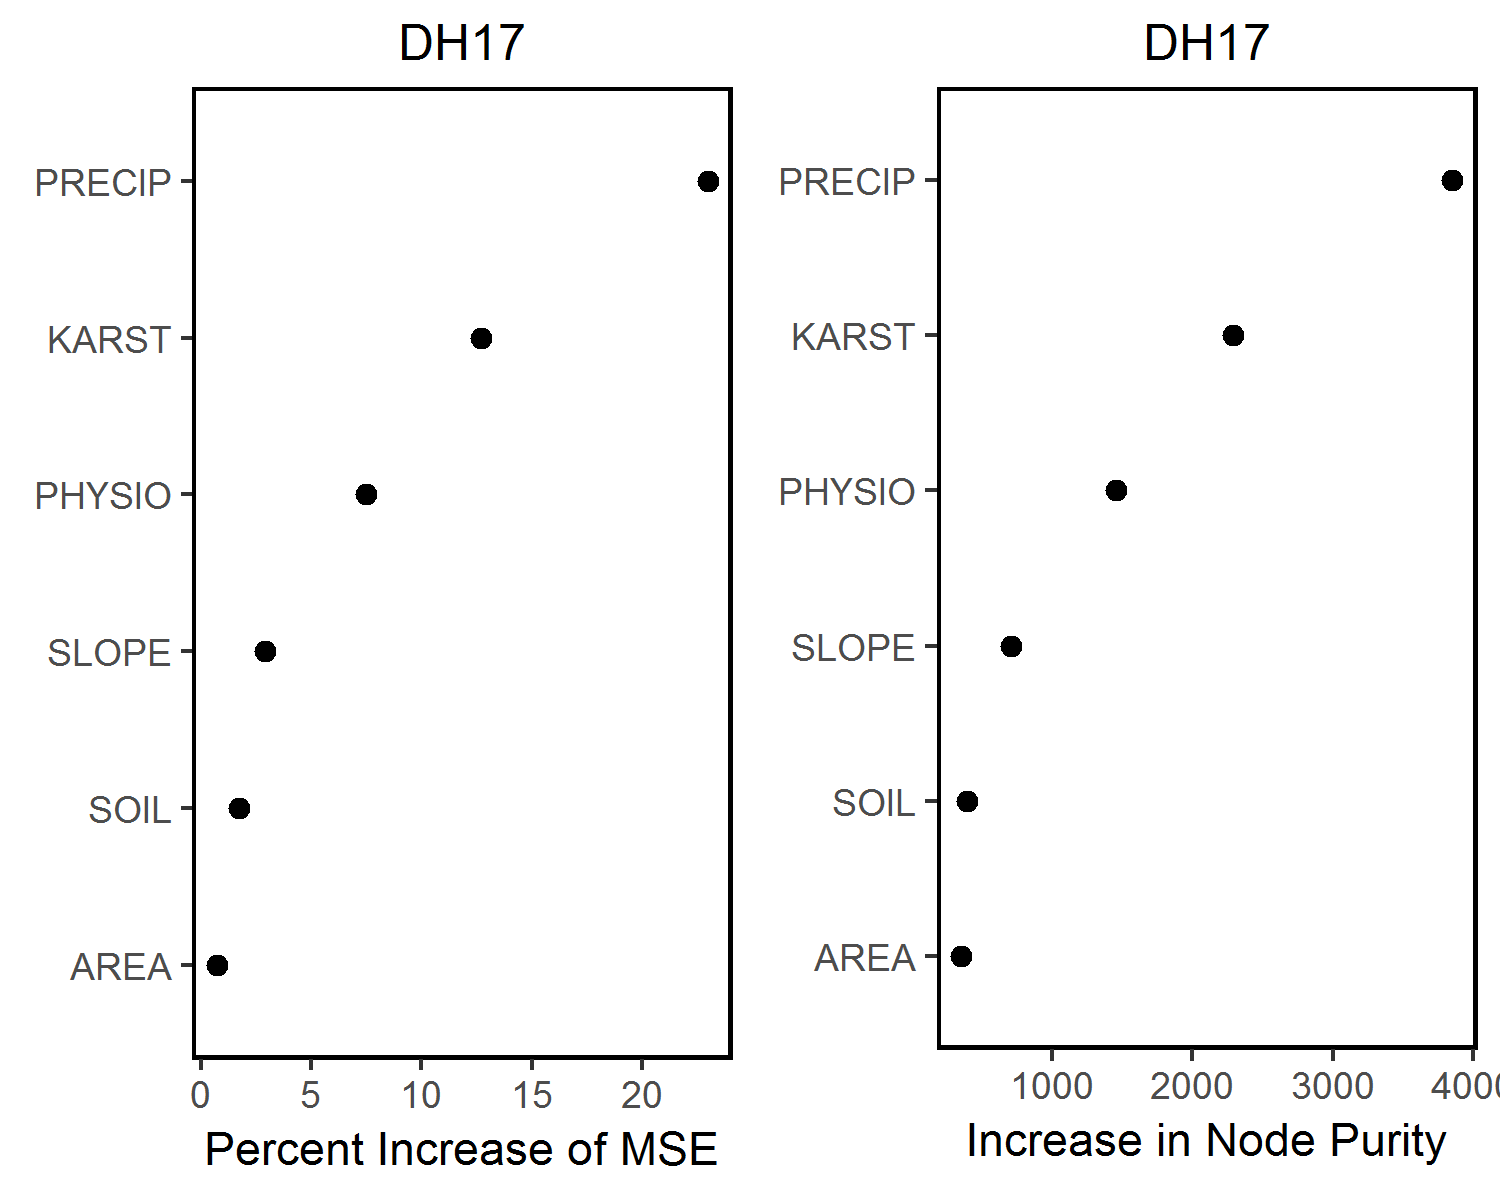 DH17
PRECIP
KARST
PHYSIO
SLOPE
SOIL
AREA
0 5 10 15 20
Percent Increase of MSE
DH17
PRECIP
KARST
PHYSIO
SLOPE
SOIL
AREA
1000 2000 3000 4000
Increase in Node Purity